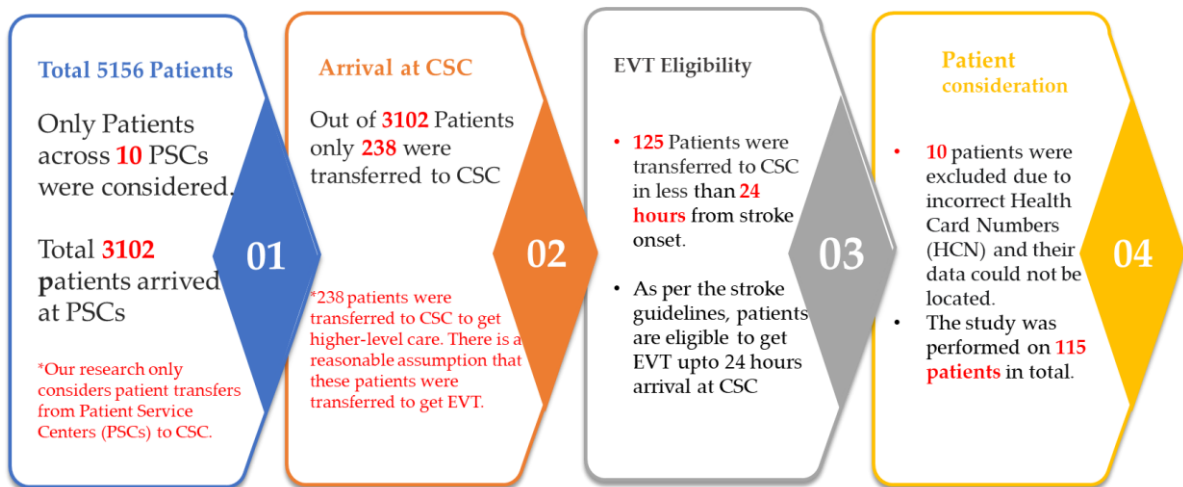 Total 5156 Patients
Only Patients
across 10 PSCs
were considered.
Total 3102
patients arrived
at PSCs
*Our research only
considers patient transfers
from Patient Service
Centers (PSCs) to CSC.
01
Arrival at CSC
Out of 3102 Patients
only 238 were
transferred to CSC
*238 patients were
transferred to CSC to get
higher-level care. There is a
reasonable assumption that
these patients were
transferred to get EVT.
02
EVT Eligibility
• 125 Patients were
transferred to CSC
in less than 24
hours from stroke
onset.
• As per the stroke
guidelines, patients
are eligible to get
EVT upto 24 hours
arrival at CSC
03
Patient
consideration
• 10 patients were
excluded due to
incorrect Health
Card Numbers
(HCN) and their
data could not be
located.
• The study was
performed on 115
patients in total.
04